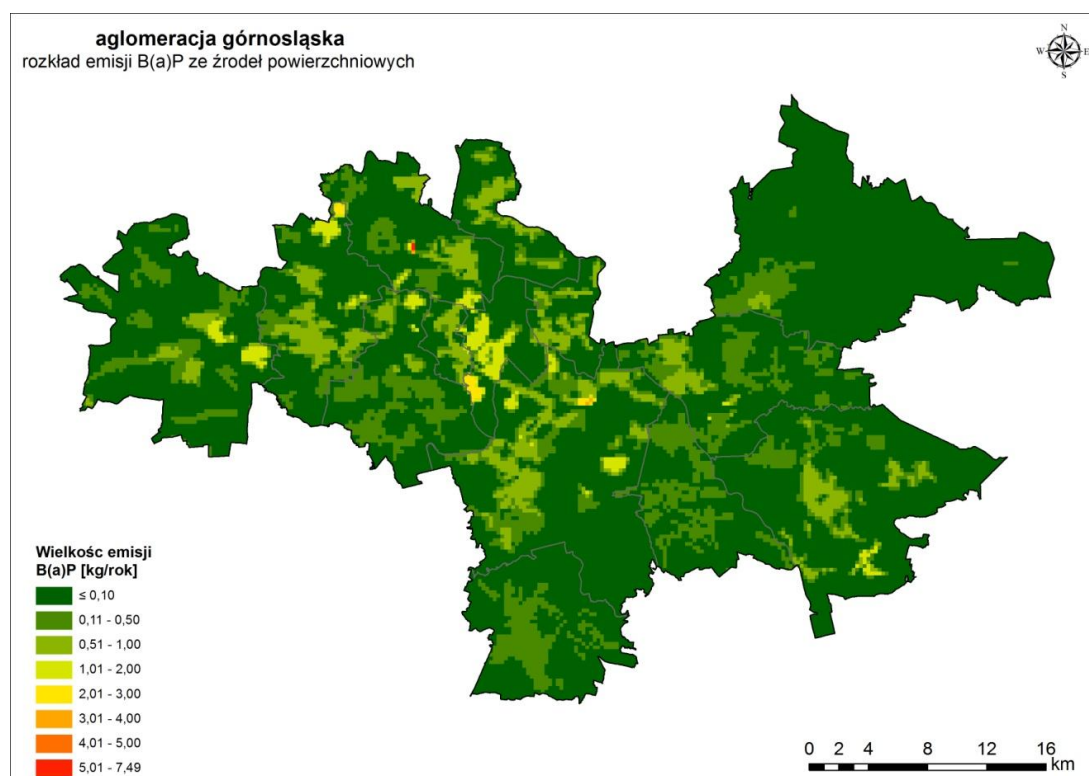 aglomeracja górnosląska
rozkład emisji B(a)P ze źrodeł powierzchniowych
N
W E
S
Wielkośc emisji
B(a)P [kg/rok]
≤ 0,10
0,11 - 0,50
0,51 - 1,00
1,01 - 2,00
2,01 - 3,00
3,01 - 4,00
4,01 - 5,00
5,01 - 7,49
0 2 4 8 12 16
km